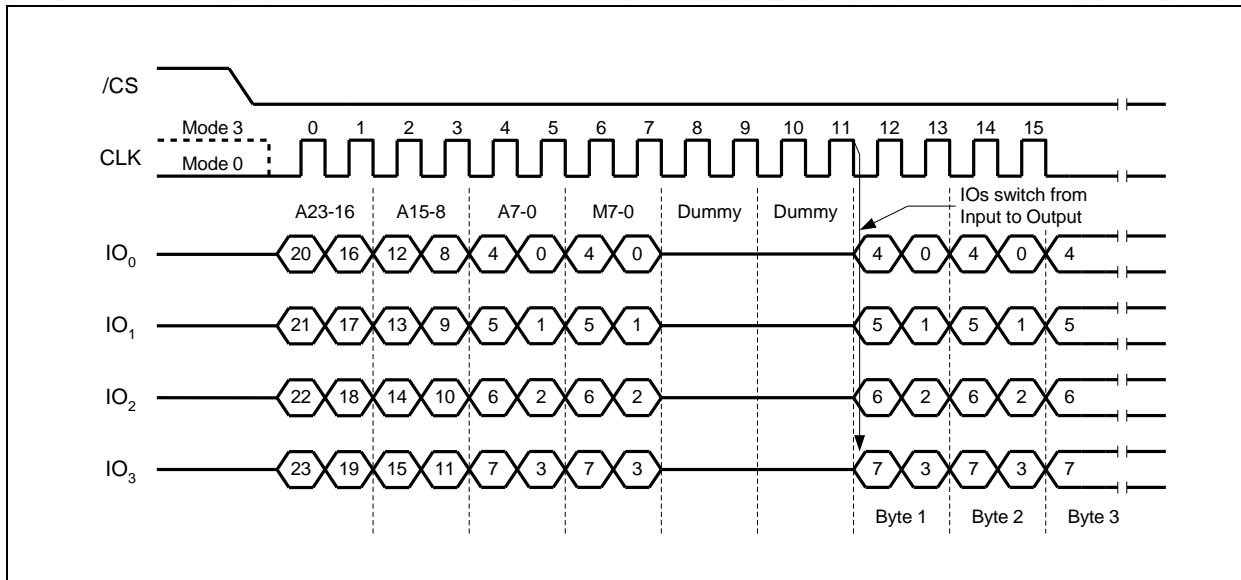 /CS
Mode 3 0 1 2 3 4 5 6 7 8 9 10 11 12 13 14 15
CLK
Mode 0
IOs switch from
Input to Output
A23-16 A15-8 A7-0 M7-0 Dummy Dummy
IO0 20 16 12 8 4 0 4 0 4 0 4 0 4
IO1 21 17 13 9 5 1 5 1 5 1 5 1 5
IO2 22 18 14 10 6 2 6 2 6 2 6 2 6
IO3 23 19 15 11 7 3 7 3 7 3 7 3 7
Byte 1 Byte 2 Byte 3